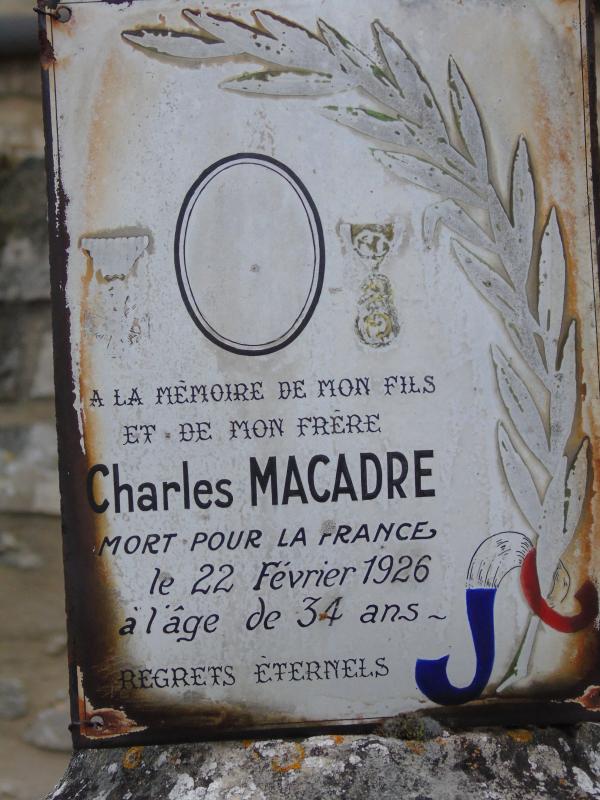 A LA MÉMOIRE DE MON FILS
ET DE MON FRÈRE
Charles MACADRE
MORT POUR LA FRANCE
le 22 Février 1926
à l'âge de 34 ans ~
REGRETS ÉTERNELS